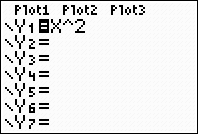 Plot1 Plot2 Plot3
\Y1=X^2
\Y2=
\Y3=
\Y4=
\Y5=
\Y6=
\Y7=